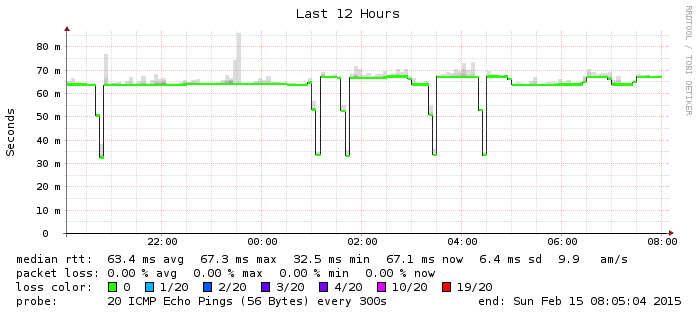 Last 12 Hours
RRDTOOL / TOBI OETIKER
Seconds
80 m
70 m
60 m
50 m
40 m
30 m
20 m
10 m
0
22:00 00:00 02:00 04:00 06:00 08:00
median rtt: 63.4 ms avg 67.3 ms max 32.5 ms min 67.1 ms now 6.4 ms sd 9.9 am/s
packet loss: 0.00 % avg 0.00 % max 0.00 % min 0.00 % now
loss color: 0 1/20 2/20 3/20 4/20 10/20 19/20
probe: 20 ICMP Echo Pings (56 Bytes) every 300s end: Sun Feb 15 08:05:04 2015